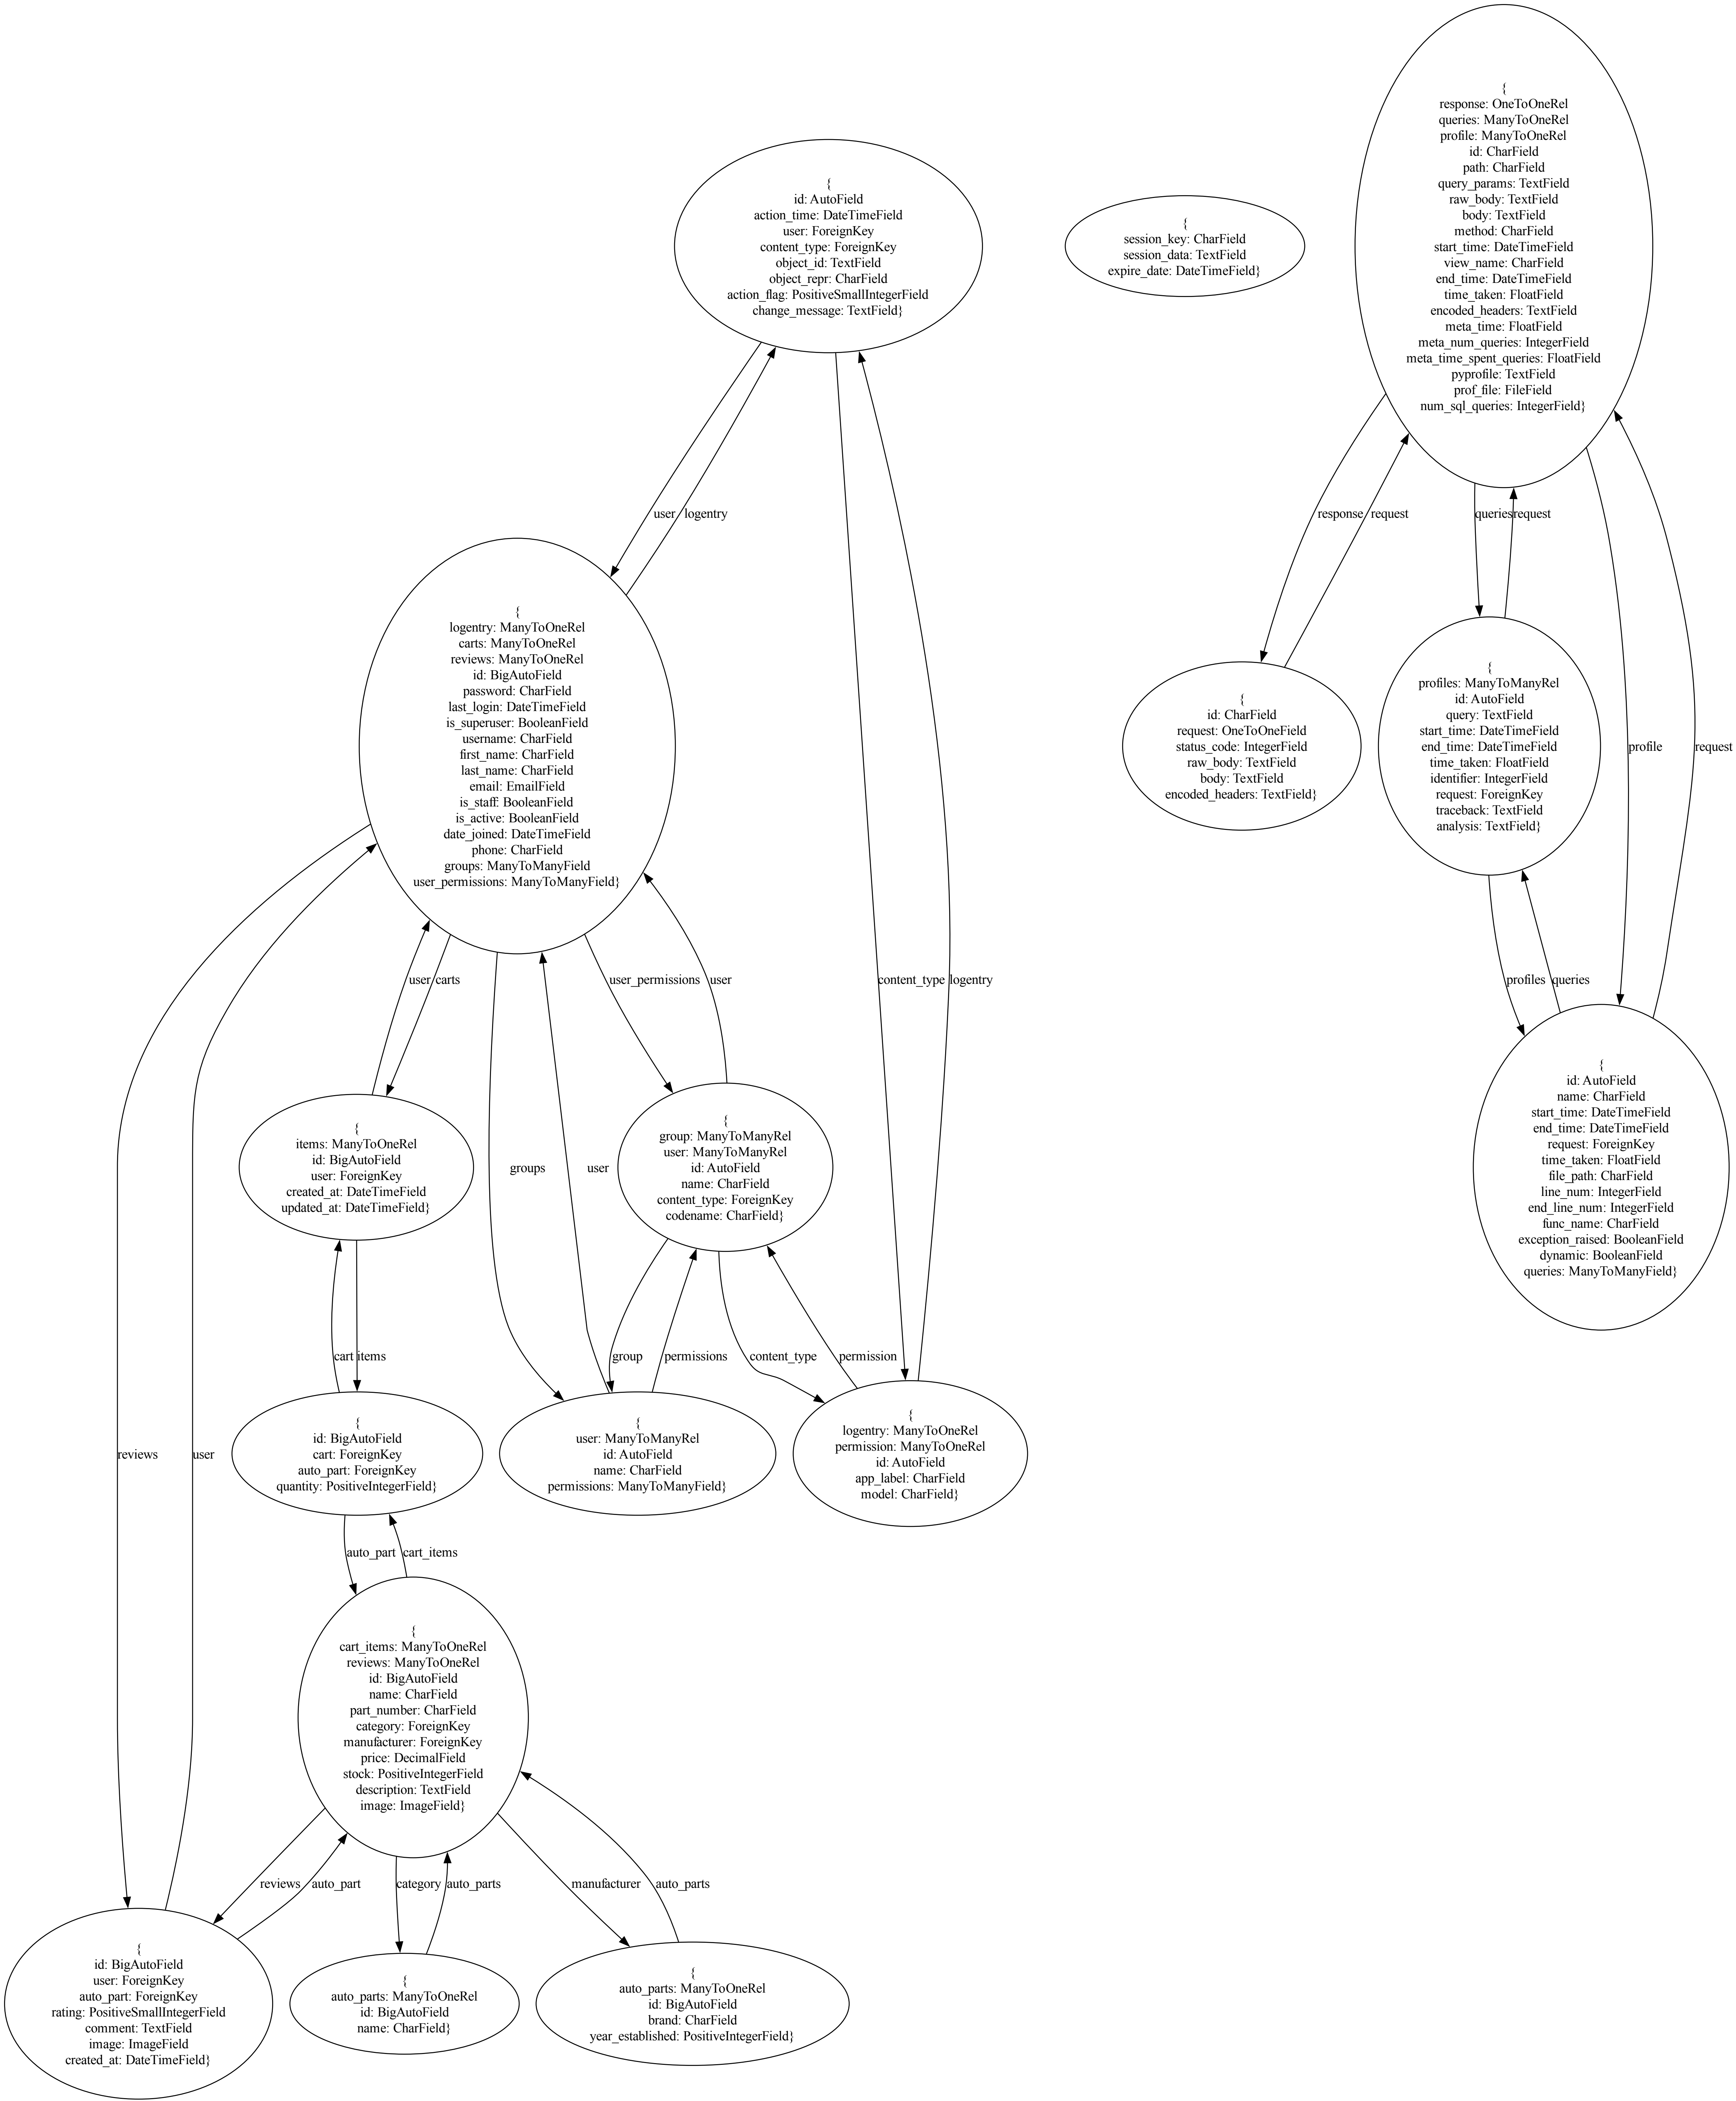 {
id: AutoField
action_time: DateTimeField
user: ForeignKey
content_type: ForeignKey
object_id: TextField
object_repr: CharField
action_flag: PositiveSmallIntegerField
change_message: TextField}
{
session_key: CharField
session_data: TextField
expire_date: DateTimeField}
{
response: OneToOneRel
queries: ManyToOneRel
profile: ManyToOneRel
id: CharField
path: CharField
query_params: TextField
raw_body: TextField
body: TextField
method: CharField
start_time: DateTimeField
view_name: CharField
end_time: DateTimeField
time_taken: FloatField
encoded_headers: TextField
meta_time: FloatField
meta_num_queries: IntegerField
meta_time_spent_queries: FloatField
pyprofile: TextField
prof_file: FileField
num_sql_queries: IntegerField}
user
logentry
response
request
queries
request
{
logentry: ManyToOneRel
carts: ManyToOneRel
reviews: ManyToOneRel
id: BigAutoField
password: CharField
last_login: DateTimeField
is_superuser: BooleanField
username: CharField
first_name: CharField
last_name: CharField
email: EmailField
is_staff: BooleanField
is_active: BooleanField
date_joined: DateTimeField
phone: CharField
groups: ManyToManyField
user_permissions: ManyToManyField}
{
id: CharField
request: OneToOneField
status_code: IntegerField
raw_body: TextField
body: TextField
encoded_headers: TextField}
{
profiles: ManyToManyRel
id: AutoField
query: TextField
start_time: DateTimeField
end_time: DateTimeField
time_taken: FloatField
identifier: IntegerField
request: ForeignKey
traceback: TextField
analysis: TextField}
profile
request
user
carts
user_permissions
user
content_type
logentry
profiles
queries
{
items: ManyToOneRel
id: BigAutoField
user: ForeignKey
created_at: DateTimeField
updated_at: DateTimeField}
groups
user
{
group: ManyToManyRel
user: ManyToManyRel
id: AutoField
name: CharField
content_type: ForeignKey
codename: CharField}
{
id: AutoField
name: CharField
start_time: DateTimeField
end_time: DateTimeField
request: ForeignKey
time_taken: FloatField
file_path: CharField
line_num: IntegerField
end_line_num: IntegerField
func_name: CharField
exception_raised: BooleanField
dynamic: BooleanField
queries: ManyToManyField}
cart
items
group
permissions
content_type
permission
reviews
user
{
id: BigAutoField
cart: ForeignKey
auto_part: ForeignKey
quantity: PositiveIntegerField}
{
user: ManyToManyRel
id: AutoField
name: CharField
permissions: ManyToManyField}
{
logentry: ManyToOneRel
permission: ManyToOneRel
id: AutoField
app_label: CharField
model: CharField}
auto_part
cart_items
{
cart_items: ManyToOneRel
reviews: ManyToOneRel
id: BigAutoField
name: CharField
part_number: CharField
category: ForeignKey
manufacturer: ForeignKey
price: DecimalField
stock: PositiveIntegerField
description: TextField
image: ImageField}
reviews
auto_part
category
auto_parts
manufacturer
auto_parts
{
id: BigAutoField
user: ForeignKey
auto_part: ForeignKey
rating: PositiveSmallIntegerField
comment: TextField
image: ImageField
created_at: DateTimeField}
{
auto_parts: ManyToOneRel
id: BigAutoField
name: CharField}
{
auto_parts: ManyToOneRel
id: BigAutoField
brand: CharField
year_established: PositiveIntegerField}